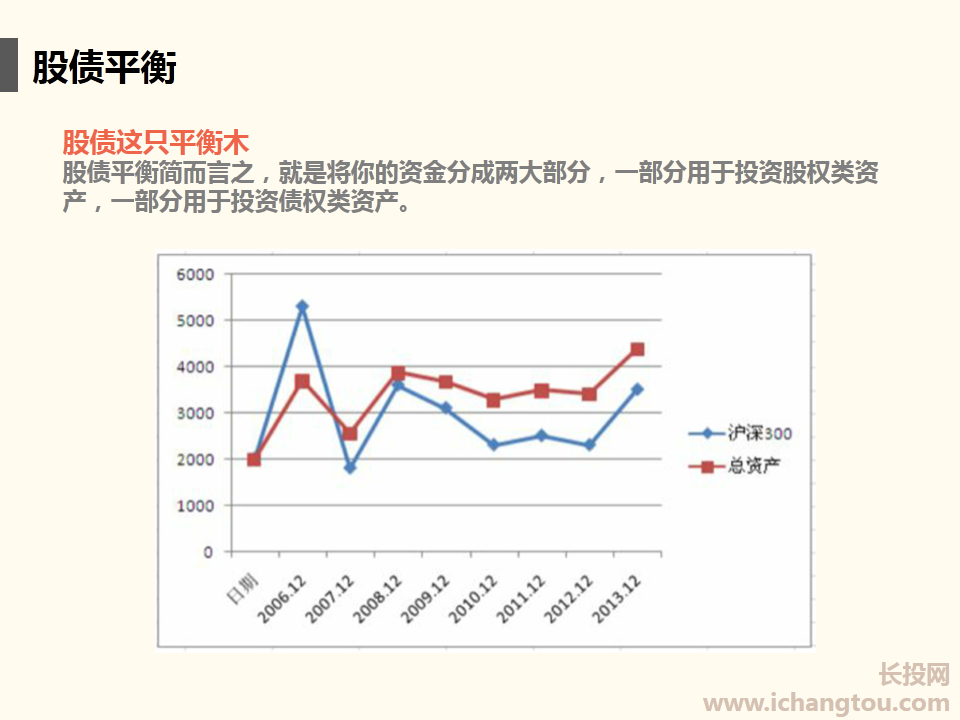 股债平衡
股债这只平衡木
股债平衡简而言之，就是将你的资金分成两大部分，一部分用于投资股权类资
产，一部分用于投资债权类资产。
6000
5000
4000
3000
2000
1000
0
沪深300
总资产
日期
2006.12
2007.12
2008.12
2009.12
2010.12
2011.12
2012.12
2013.12
长投网
www.ichangtou.com